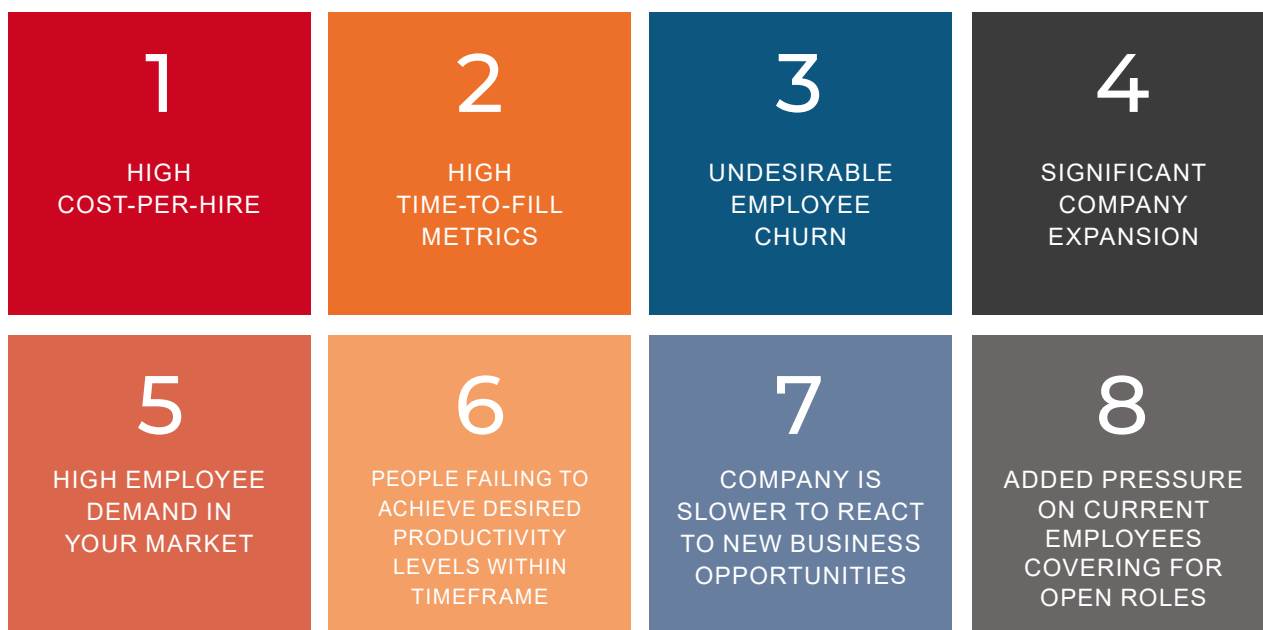 1
HIGH
COST-PER-HIRE
2
HIGH
TIME-TO-FILL
METRICS
3
UNDESIRABLE
EMPLOYEE
CHURN
4
SIGNIFICANT
COMPANY
EXPANSION
5
HIGH EMPLOYEE
DEMAND IN
YOUR MARKET
6
PEOPLE FAILING TO
ACHIEVE DESIRED
PRODUCTIVITY
LEVELS WITHIN
TIMEFRAME
7
COMPANY IS
SLOWER TO REACT
TO NEW BUSINESS
OPPORTUNITIES
8
ADDED PRESSURE
ON CURRENT
EMPLOYEES
COVERING FOR
OPEN ROLES